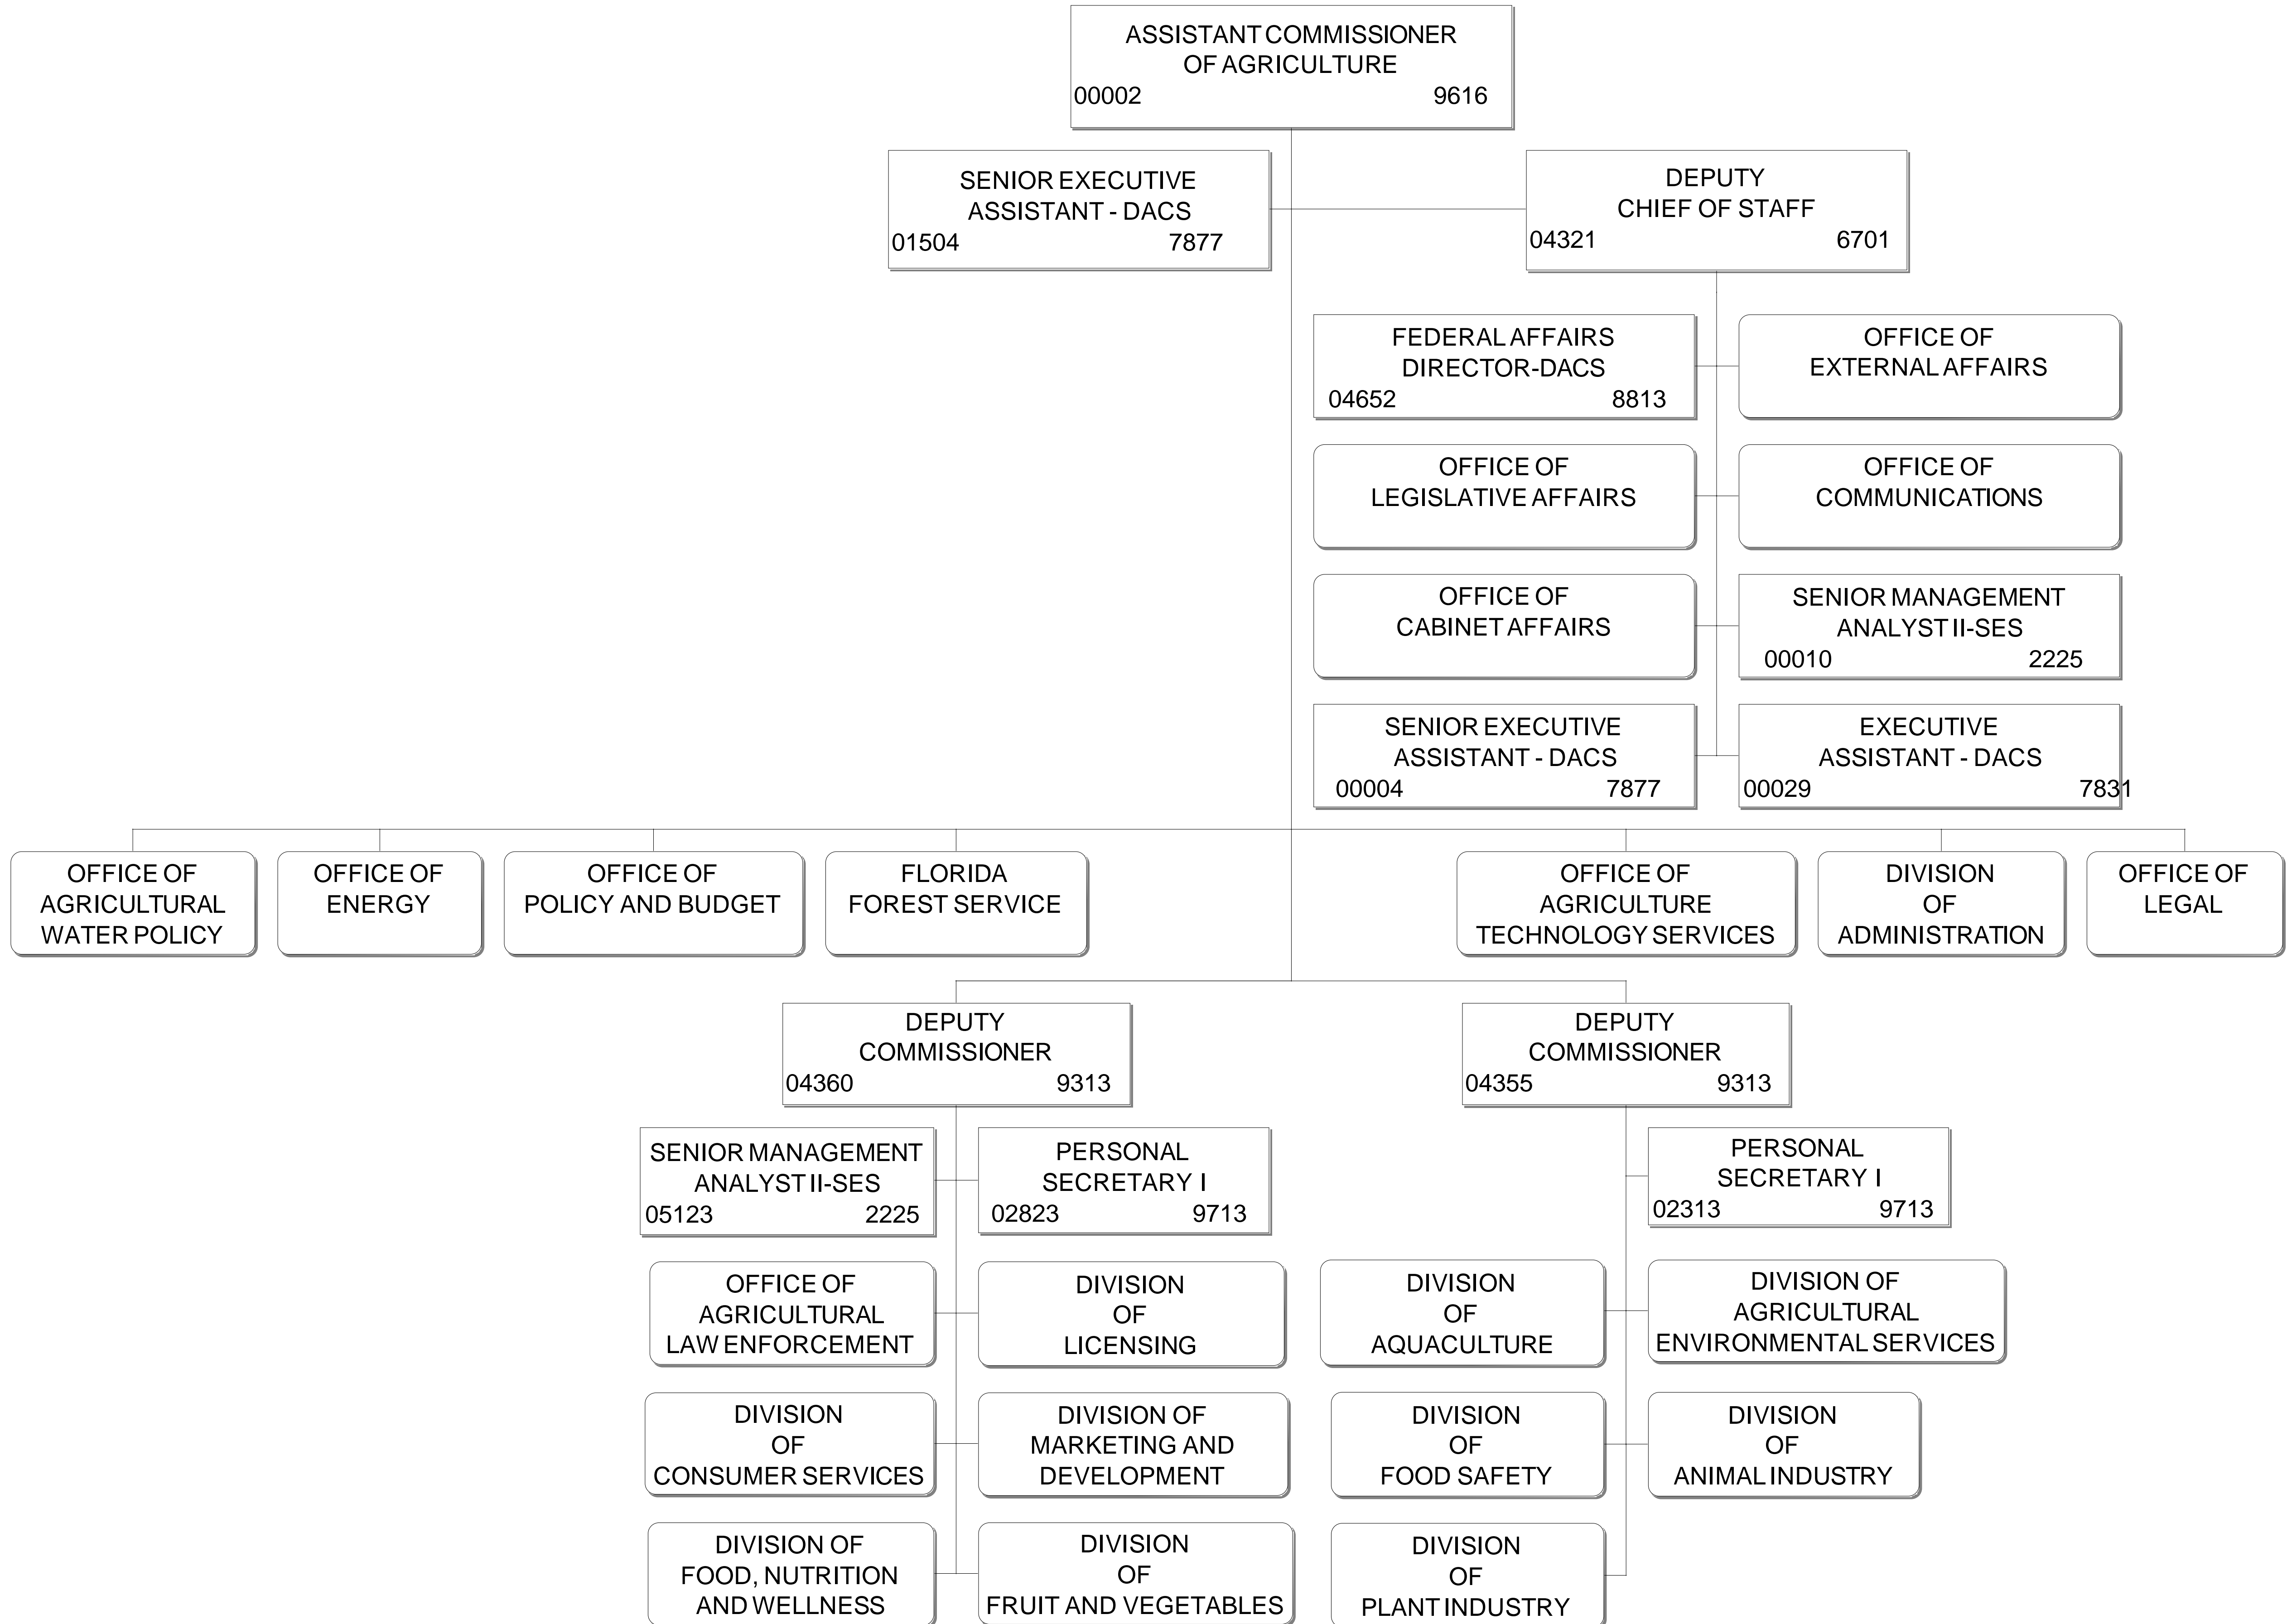 ASSISTANT COMMISSIONER
OF AGRICULTURE
00002 9616
SENIOR EXECUTIVE
ASSISTANT - DACS
01504 7877
DEPUTY
CHIEF OF STAFF
04321 6701
FEDERAL AFFAIRS
DIRECTOR-DACS
04652 8813
OFFICE OF
EXTERNAL AFFAIRS
OFFICE OF
LEGISLATIVE AFFAIRS
OFFICE OF
COMMUNICATIONS
OFFICE OF
CABINET AFFAIRS
SENIOR MANAGEMENT
ANALYST II-SES
00010 2225
SENIOR EXECUTIVE
ASSISTANT - DACS
00004 7877
EXECUTIVE
ASSISTANT - DACS
00029 7831
OFFICE OF
AGRICULTURAL
WATER POLICY
OFFICE OF
ENERGY
OFFICE OF
POLICY AND BUDGET
FLORIDA
FOREST SERVICE
OFFICE OF
AGRICULTURE
TECHNOLOGY SERVICES
DIVISION
OF
ADMINISTRATION
OFFICE OF
LEGAL
DEPUTY
COMMISSIONER
04360 9313
DEPUTY
COMMISSIONER
04355 9313
SENIOR MANAGEMENT
ANALYST II-SES
05123 2225
PERSONAL
SECRETARY I
02823 9713
PERSONAL
SECRETARY I
02313 9713
OFFICE OF
AGRICULTURAL
LAW ENFORCEMENT
DIVISION
OF
LICENSING
DIVISION
OF
AQUACULTURE
DIVISION OF
AGRICULTURAL
ENVIRONMENTAL SERVICES
DIVISION
OF
CONSUMER SERVICES
DIVISION OF
MARKETING AND
DEVELOPMENT
DIVISION
OF
FOOD SAFETY
DIVISION
OF
ANIMAL INDUSTRY
DIVISION OF
FOOD, NUTRITION
AND WELLNESS
DIVISION
OF
FRUIT AND VEGETABLES
DIVISION
OF
PLANT INDUSTRY